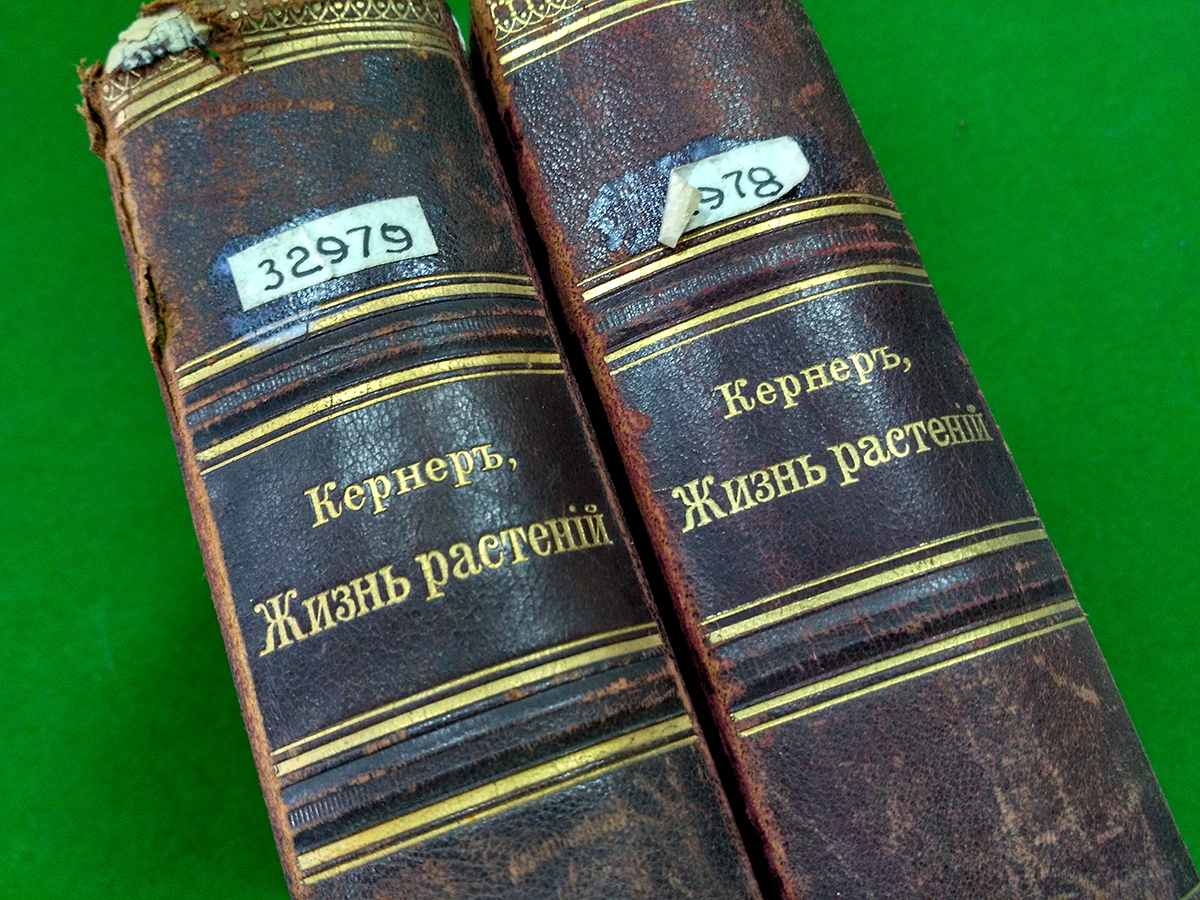 32979
Кернеръ,
Жизнь растеній
978
Кернеръ,
Жизнь растеній